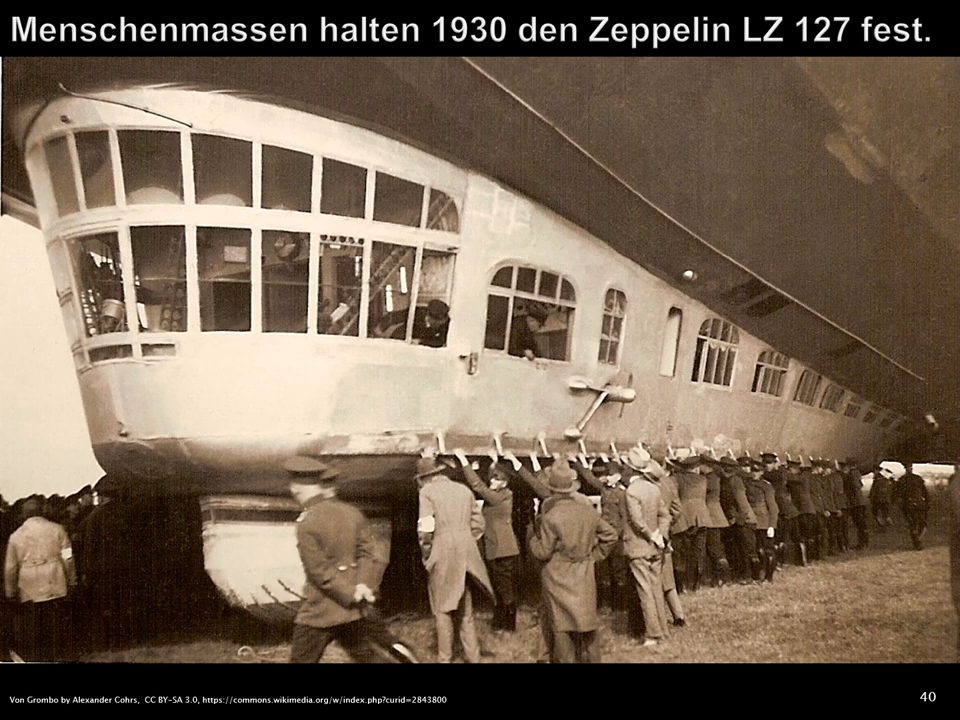 Menschenmassen halten 1930 den Zeppelin LZ 127 fest.
Von Grombo by Alexander Cohrs, CC BY-SA 3.0, https://commons.wikimedia.org/w/index.php?curid=2843800
40